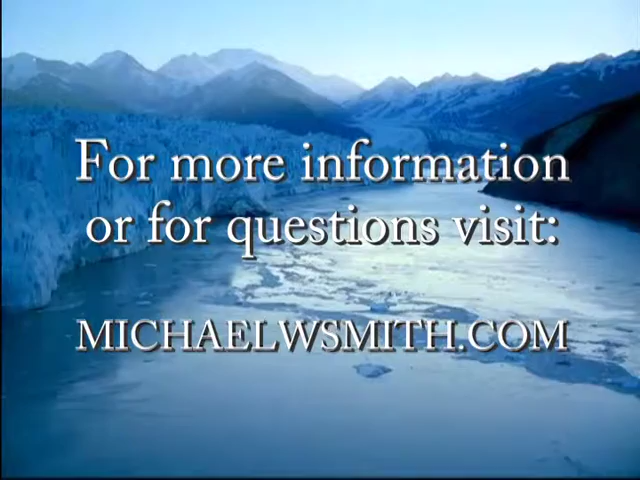 For more information
or for questions visit:
MICHAELWSMITH.COM